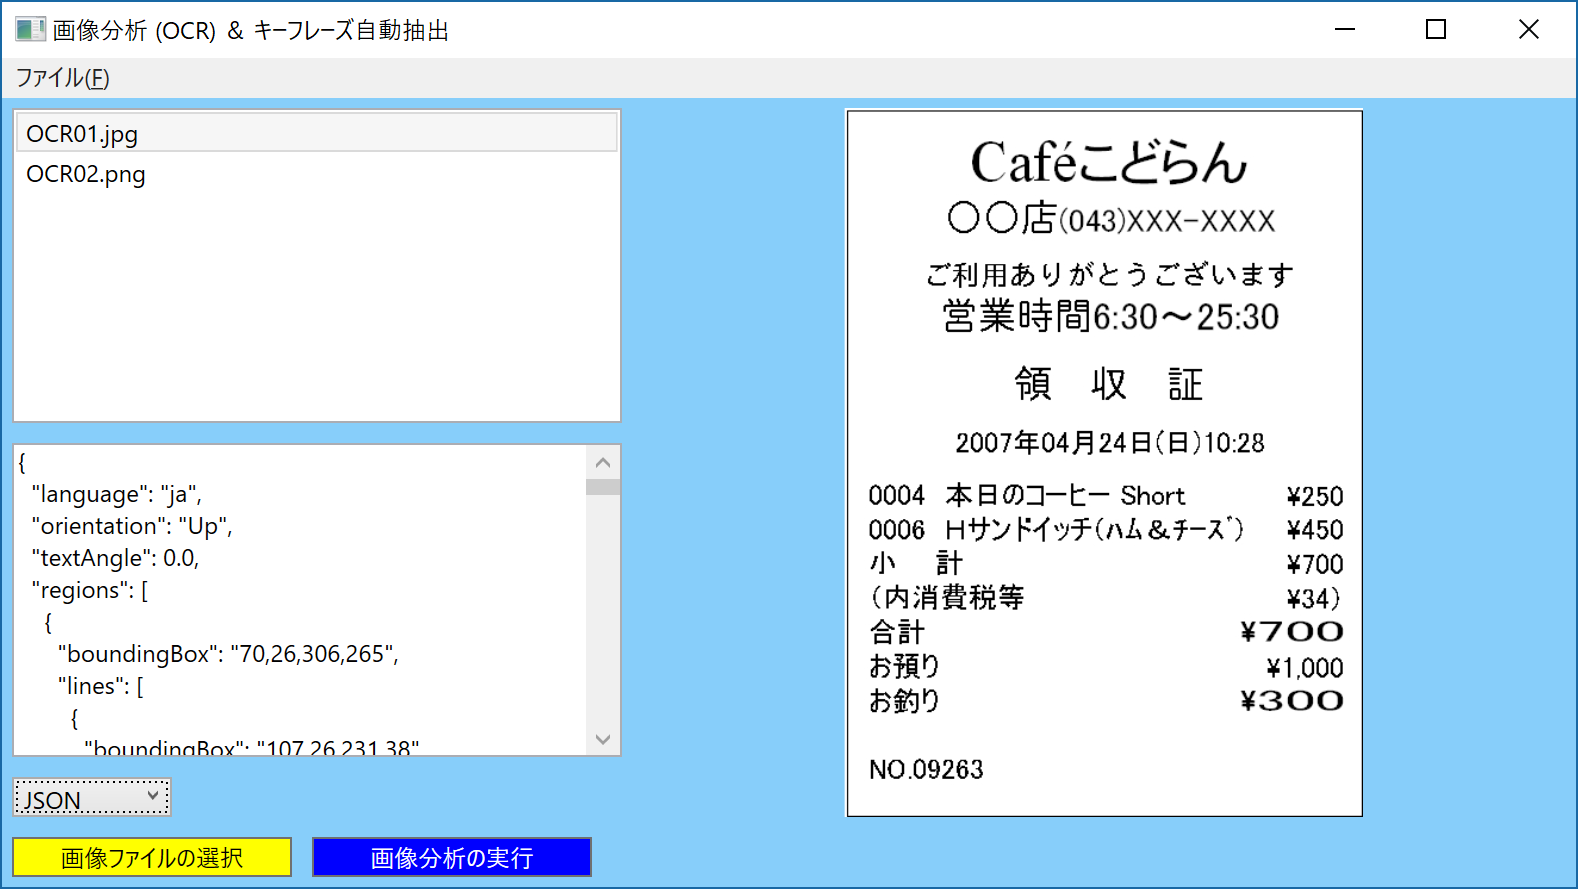 画像分析 (OCR) ＆ キーフレーズ自動抽出
ファイル(F)
OCR01.jpg
OCR02.png
{
"language": "ja",
"orientation": "Up",
"textAngle": 0.0,
"regions": [
{
"boundingBox": "70,26,306,265",
"lines": [
{
"boundingBox": "107,26,231,38"
JSON
画像ファイルの選択
画像分析の実行
Caféこどらん
〇〇店(043)XXX-XXXX
ご利用ありがとうございます
営業時間6:30～25:30
領 収 証
2007年04月24日(日)10:28
0004 本日のコーヒー Short ¥250
0006 Hサンドイッチ(ﾊﾑ＆ﾁｰｽﾞ) ¥450
小 計 ¥700
(内消費税等 ¥34)
合計 ¥700
お預り ¥1,000
お釣り ¥300
NO.09263